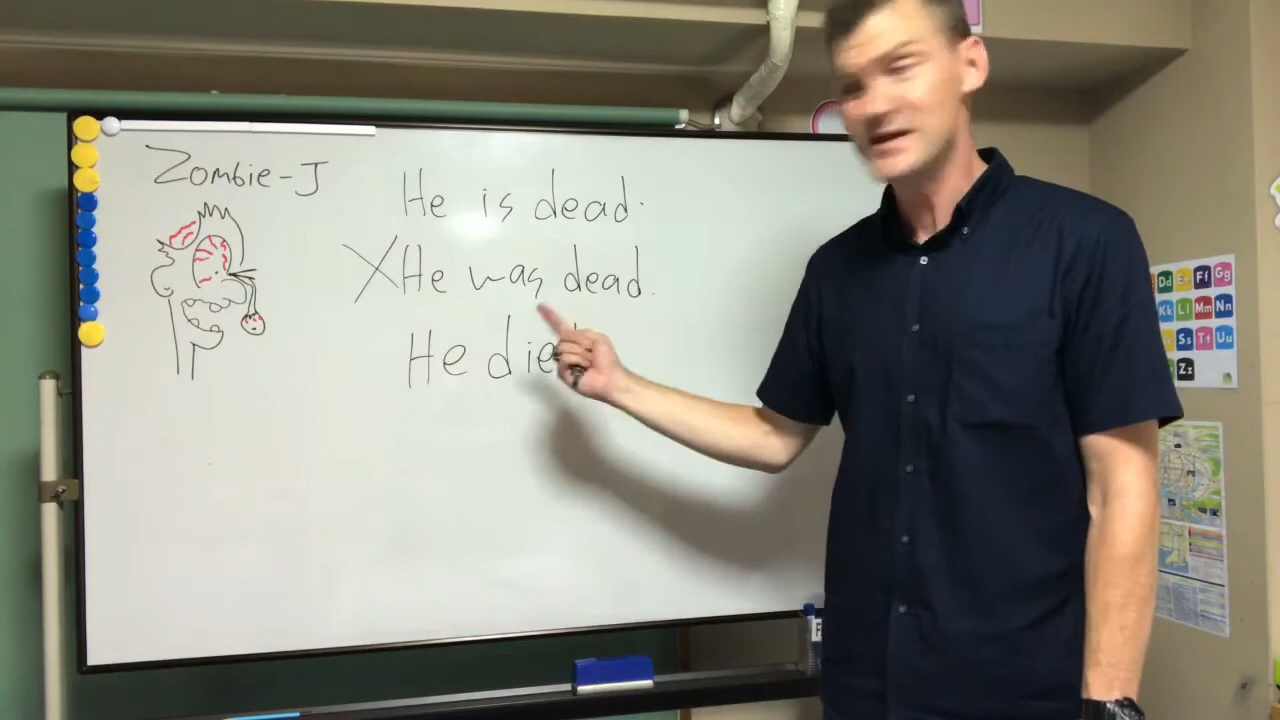 Zombie-J
He is dead.
X He was dead.
He
Dd Ee Ff Gg
Kk Ll Mm Nn
Ss Tt Uu
Zz